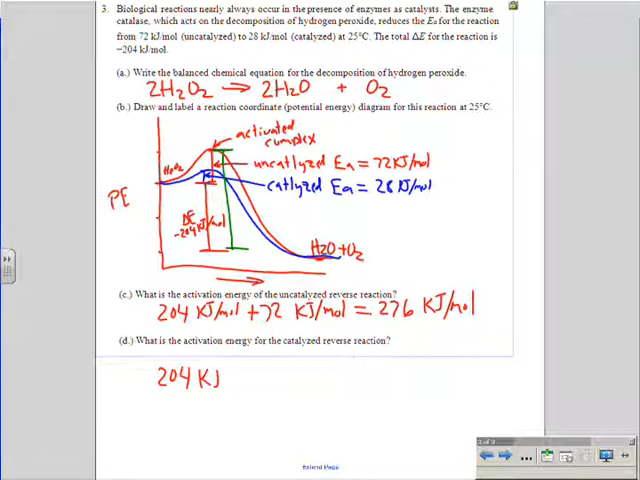 3. Biological reactions nearly always occur in the presence of enzymes as catalysts. The enzyme
catalase, which acts on the decomposition of hydrogen peroxide, reduces the Ea for the reaction
from 72 kJ/mol (uncatalyzed) to 28 kJ/mol (catalyzed) at 25°C. The total ΔE for the reaction is
−204 kJ/mol.
(a.) Write the balanced chemical equation for the decomposition of hydrogen peroxide.
2H₂O₂ → 2H₂O + O₂
(b.) Draw and label a reaction coordinate (potential energy) diagram for this reaction at 25°C.
activated
complex
H₂O₂
uncatlyzed Ea = 72 KJ/mol
catlyzed Ea = 28 KJ/mol
PE
ΔE
-204 KJ/mol
H₂O + O₂
(c.) What is the activation energy of the uncatalyzed reverse reaction?
204 KJ/mol + 72 KJ/mol = 276 KJ/mol
(d.) What is the activation energy for the catalyzed reverse reaction?
204 KJ
Extend Page
2 of 3
...